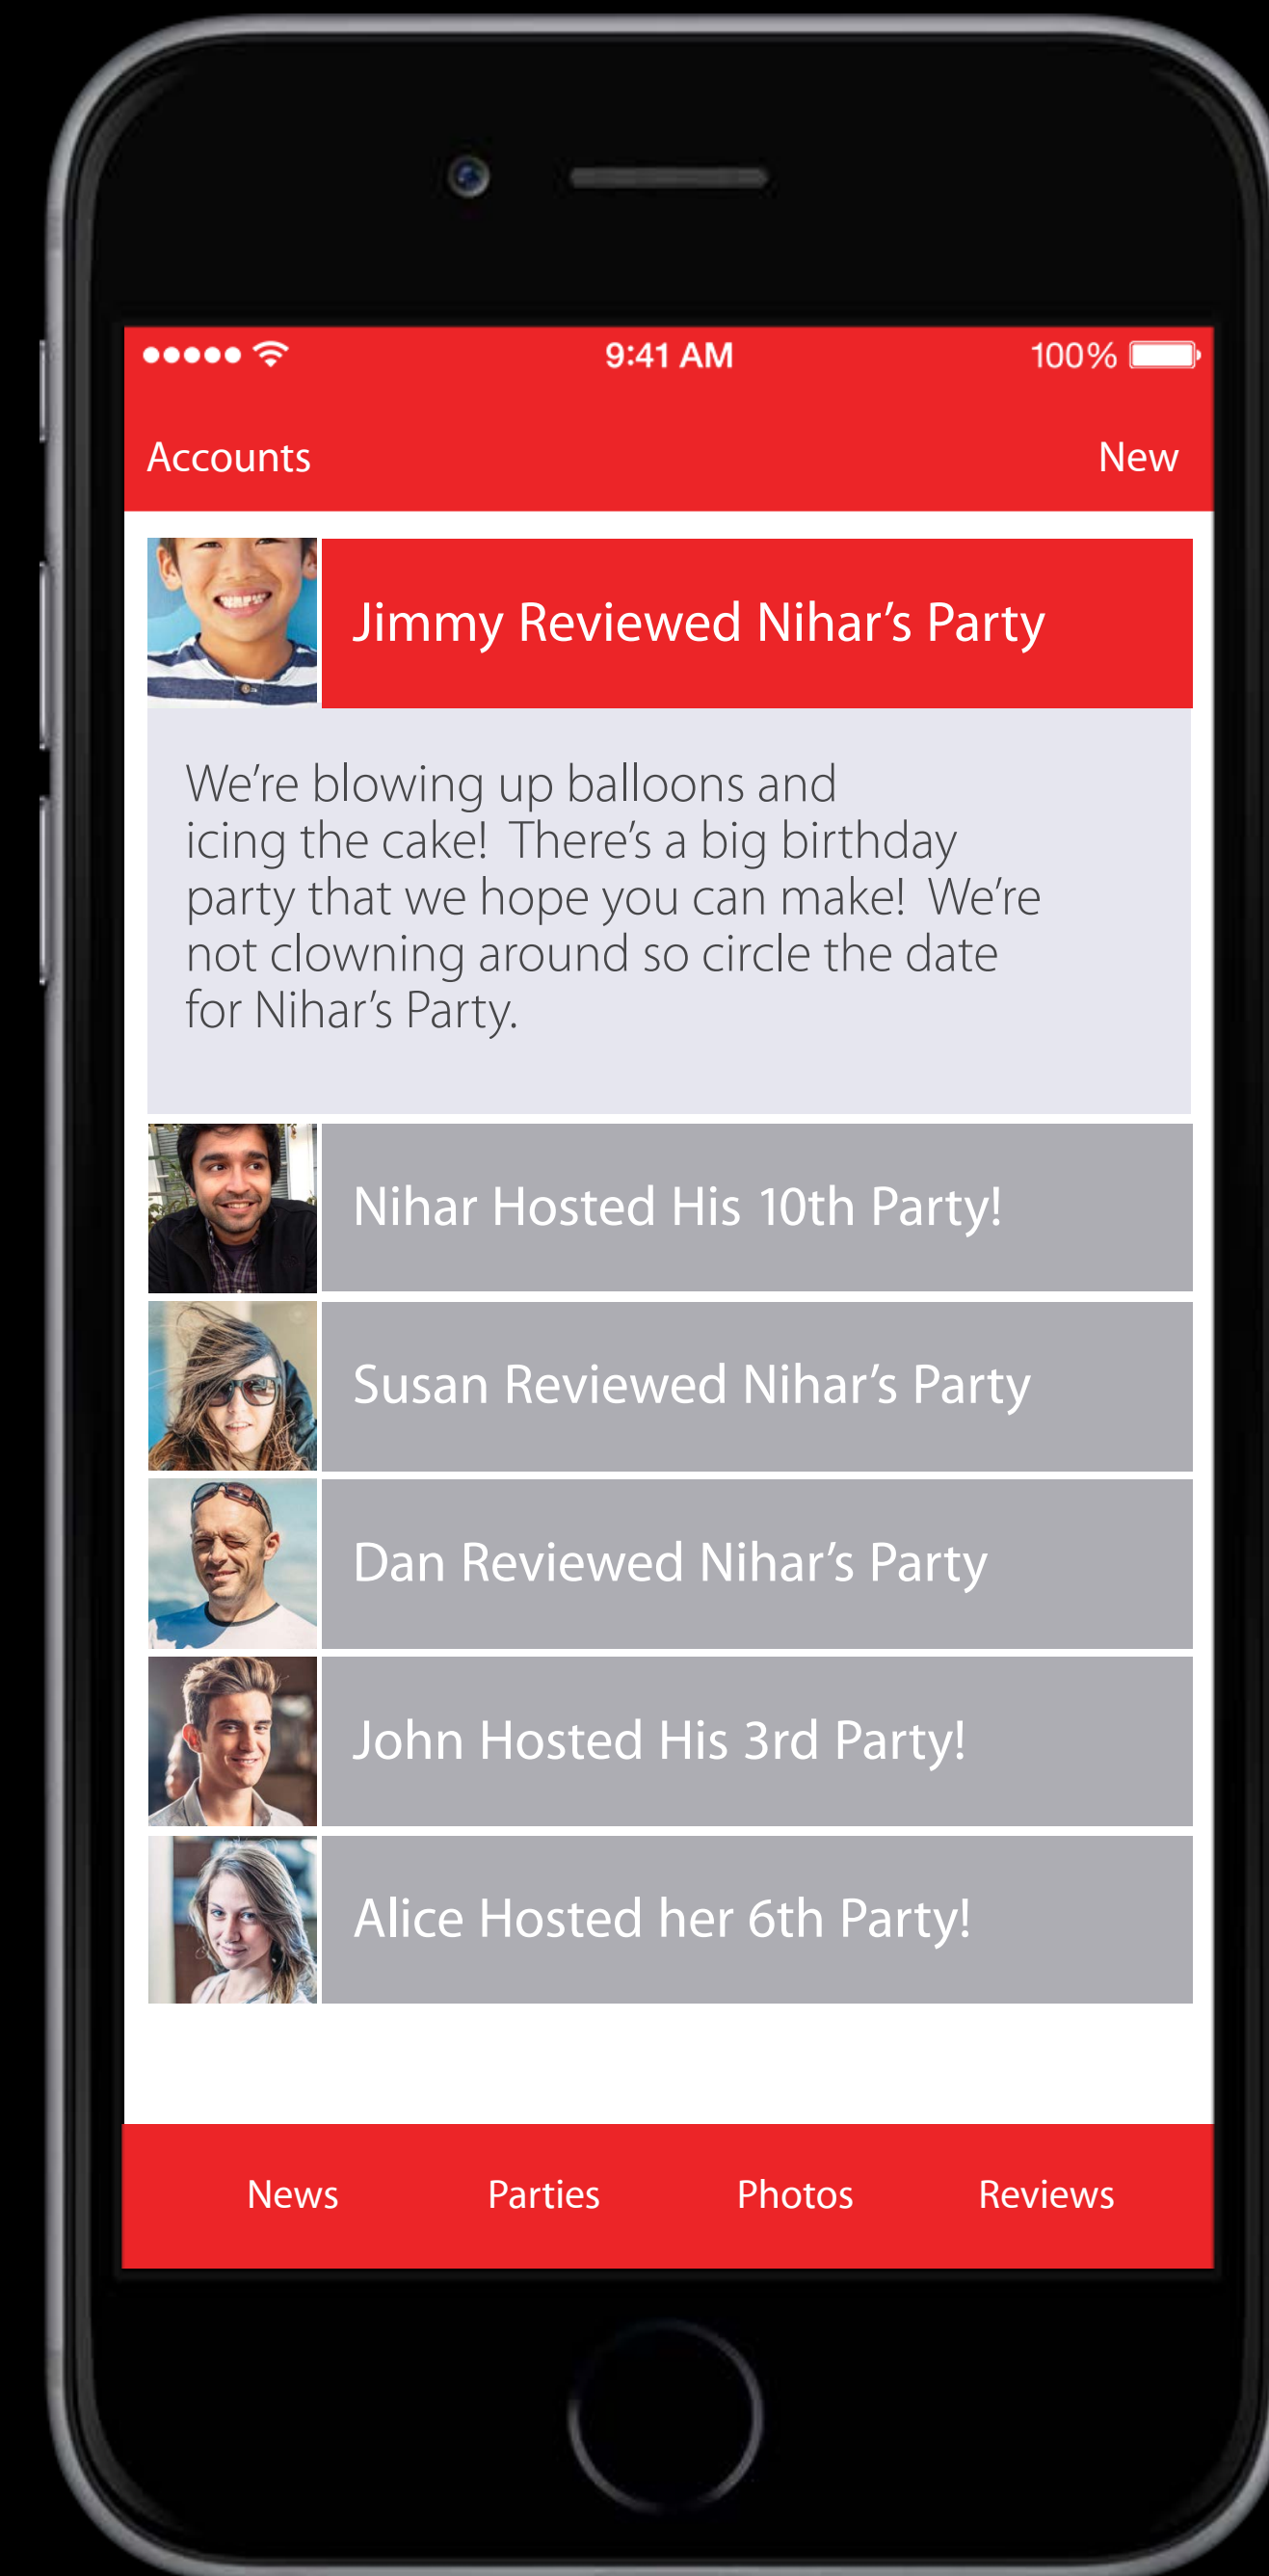 9:41 AM 100%
Accounts New
Jimmy Reviewed Nihar’s Party
We’re blowing up balloons and
icing the cake!  There’s a big birthday
party that we hope you can make!  We’re
not clowning around so circle the date
for Nihar’s Party.
Nihar Hosted His 10th Party!
Susan Reviewed Nihar’s Party
Dan Reviewed Nihar’s Party
John Hosted His 3rd Party!
Alice Hosted her 6th Party!
News Parties Photos Reviews